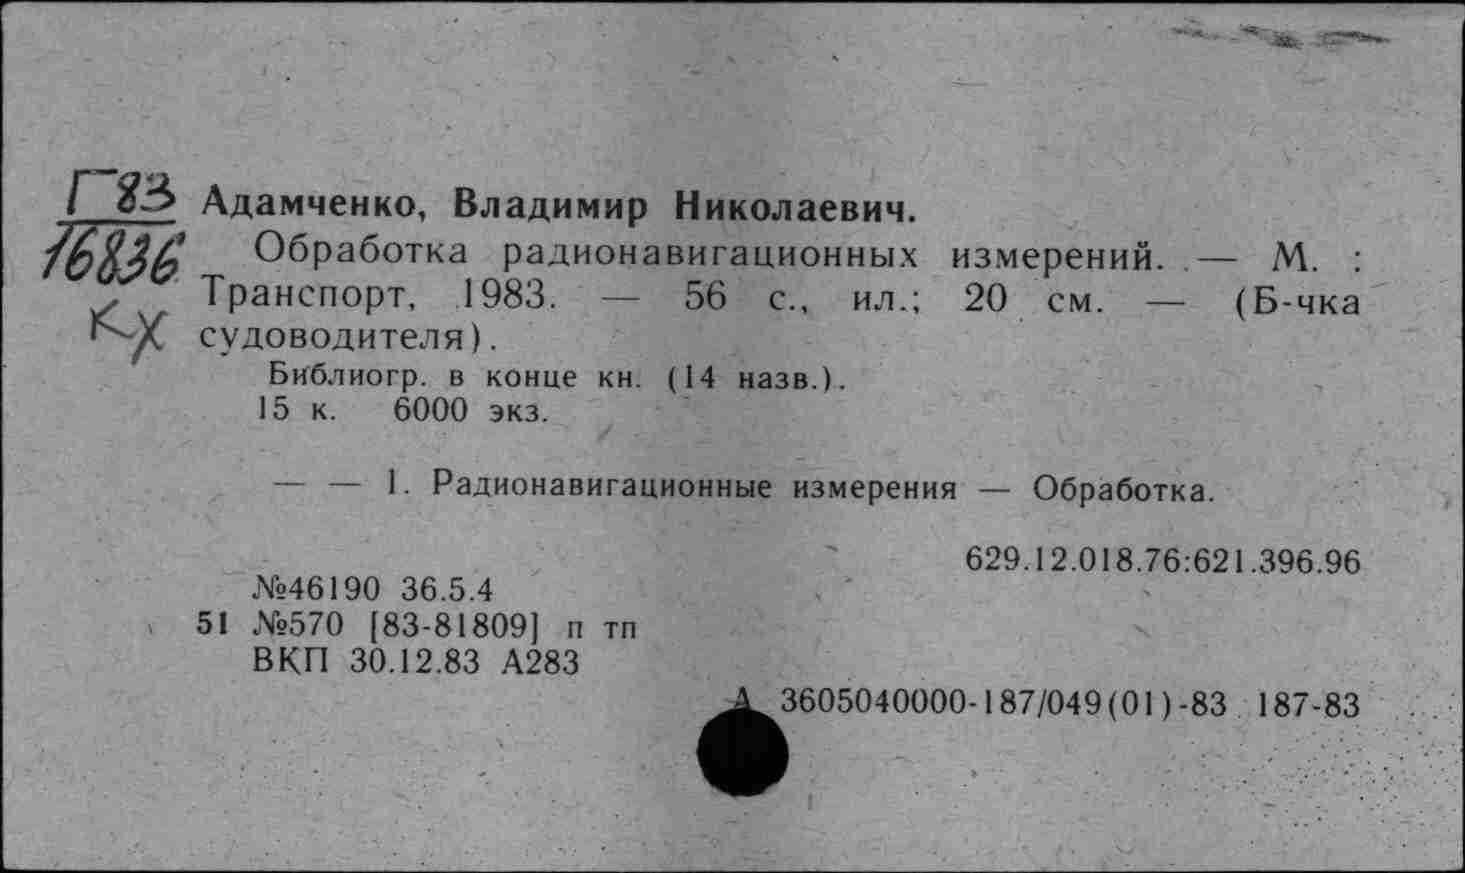 Г83
16836
Кх
Адамченко, Владимир Николаевич.
Обработка радионавигационных измерений. — М. :
Транспорт, 1983. — 56 с., ил.; 20 см. — (Б-чка
судоводителя).
Библиогр. в конце кн. (14 назв.).
15 к. 6000 экз.
— — 1. Радионавигационные измерения — Обработка.
629.12.018.76:621.396.96
№46190 36.5.4
51 №570 [83-81809] п тп
ВКП 30.12.83 А283
А 3605040000-187/049(01)-83 187-83